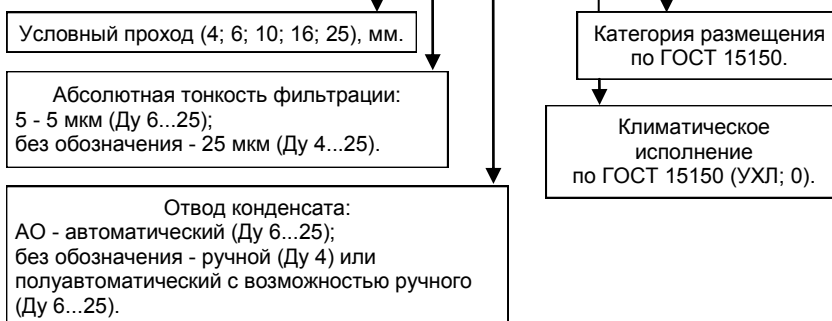 Условный проход (4; 6; 10; 16; 25), мм.
Абсолютная тонкость фильтрации:
5 - 5 мкм (Ду 6...25);
без обозначения - 25 мкм (Ду 4...25).
Отвод конденсата:
АО - автоматический (Ду 6...25);
без обозначения - ручной (Ду 4) или
полуавтоматический с возможностью ручного
(Ду 6...25).
Категория размещения
по ГОСТ 15150.
Климатическое
исполнение
по ГОСТ 15150 (УХЛ; 0).